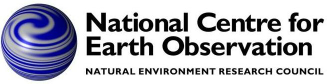 National Centre for
Earth Observation
NATURAL ENVIRONMENT RESEARCH COUNCIL